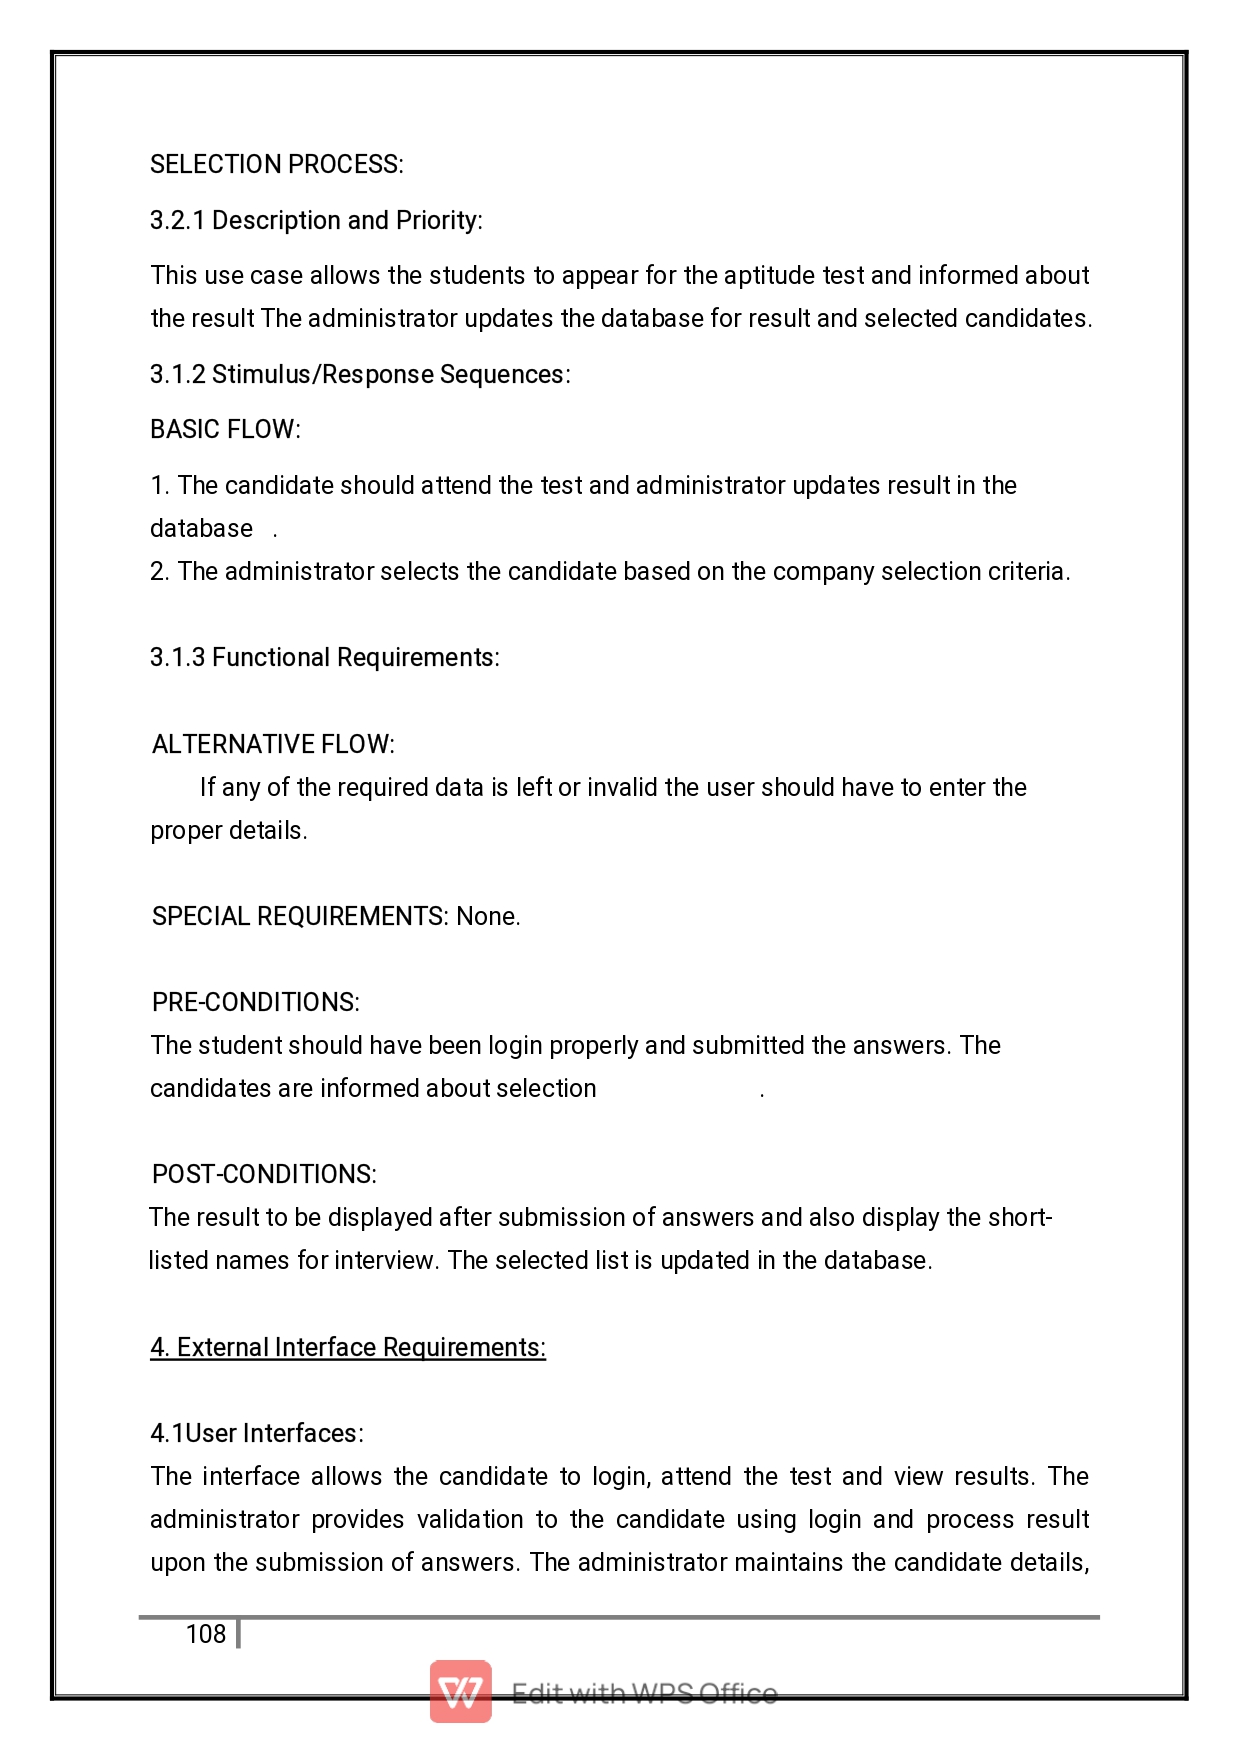 SELECTION PROCESS:
3.2.1 Description and Priority:
This use case allows the students to appear for the aptitude test and informed about
the result The administrator updates the database for result and selected candidates.
3.1.2 Stimulus/Response Sequences:
BASIC FLOW:
1. The candidate should attend the test and administrator updates result in the
database   .
2. The administrator selects the candidate based on the company selection criteria.
3.1.3 Functional Requirements:
ALTERNATIVE FLOW:
If any of the required data is left or invalid the user should have to enter the
proper details.
SPECIAL REQUIREMENTS: None.
PRE-CONDITIONS:
The student should have been login properly and submitted the answers. The
candidates are informed about selection .
POST-CONDITIONS:
The result to be displayed after submission of answers and also display the short-
listed names for interview. The selected list is updated in the database.
4. External Interface Requirements:
4.1User Interfaces:
The interface allows the candidate to login, attend the test and view results. The
administrator provides validation to the candidate using login and process result
upon the submission of answers. The administrator maintains the candidate details,
108
Edit with WPS Office